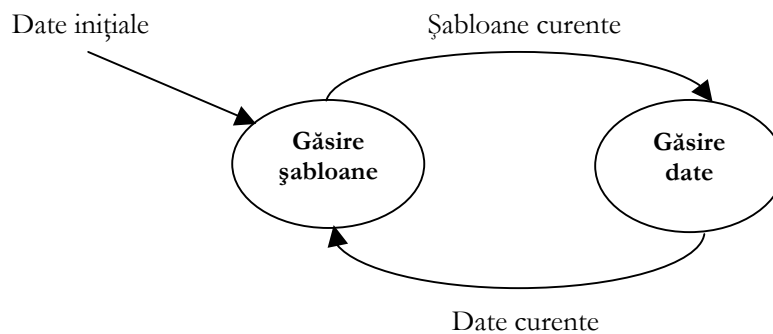 Date iniţiale
Şabloane curente
Găsire
şabloane
Găsire
date
Date curente